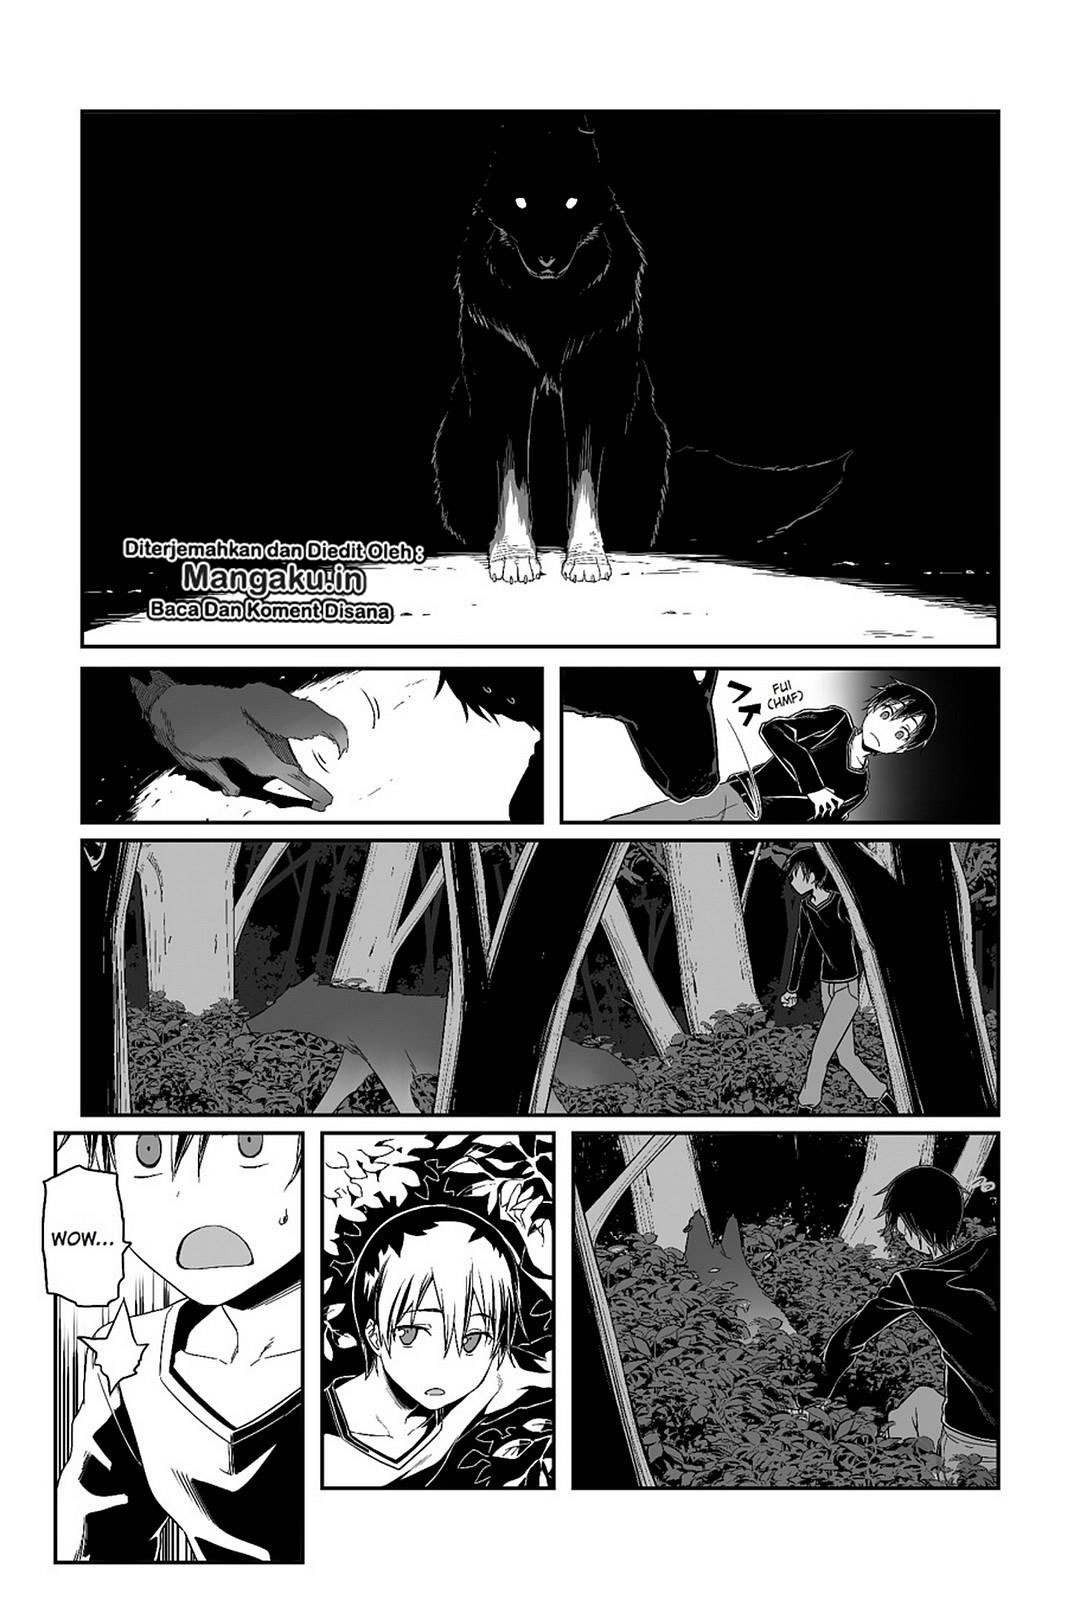 Diterjemahkan dan Diedit Oleh :
Mangaku.in
Baca Dan Koment Disana
FUI
(HMF)
WOW...